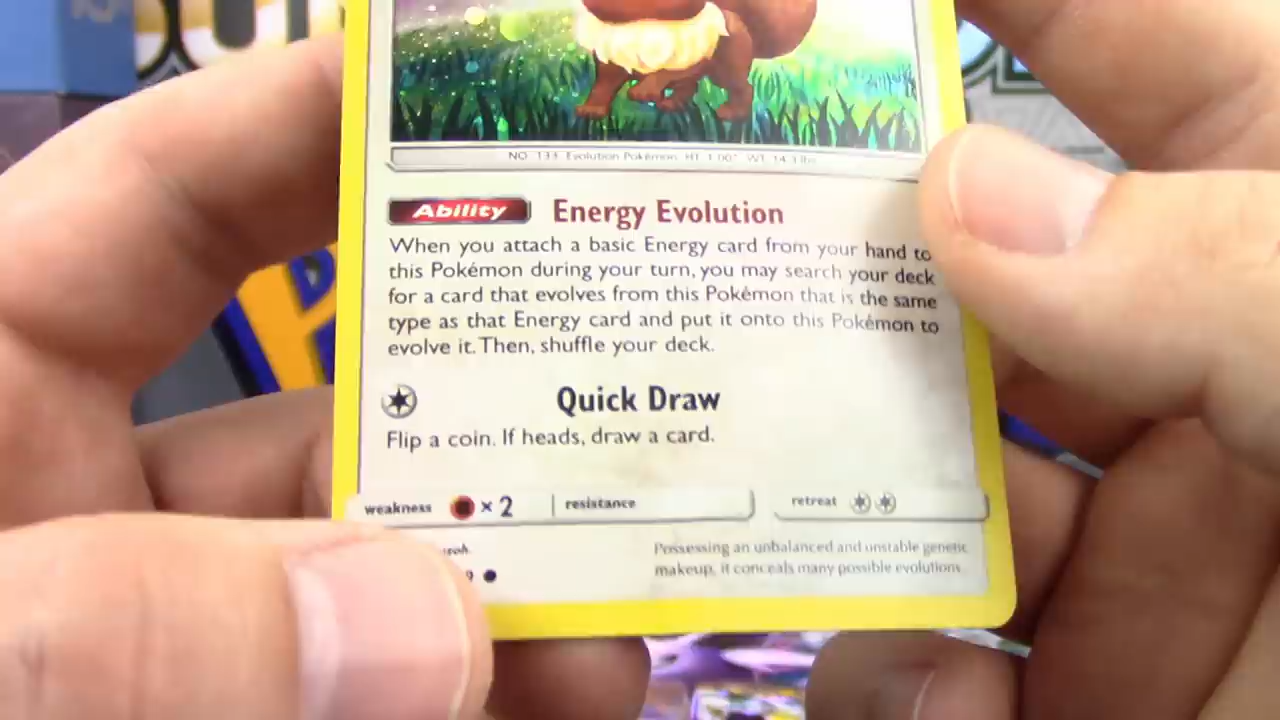 NO. 133 Evolution Pokémon HT 1'00" WT 14.3 lbs.
Ability Energy Evolution
When you attach a basic Energy card from your hand to
this Pokémon during your turn, you may search your deck
for a card that evolves from this Pokémon that is the same
type as that Energy card and put it onto this Pokémon to
evolve it. Then, shuffle your deck.
Quick Draw
Flip a coin. If heads, draw a card.
weakness × 2 resistance retreat
Possessing an unbalanced and unstable genetic
makeup, it conceals many possible evolutions.